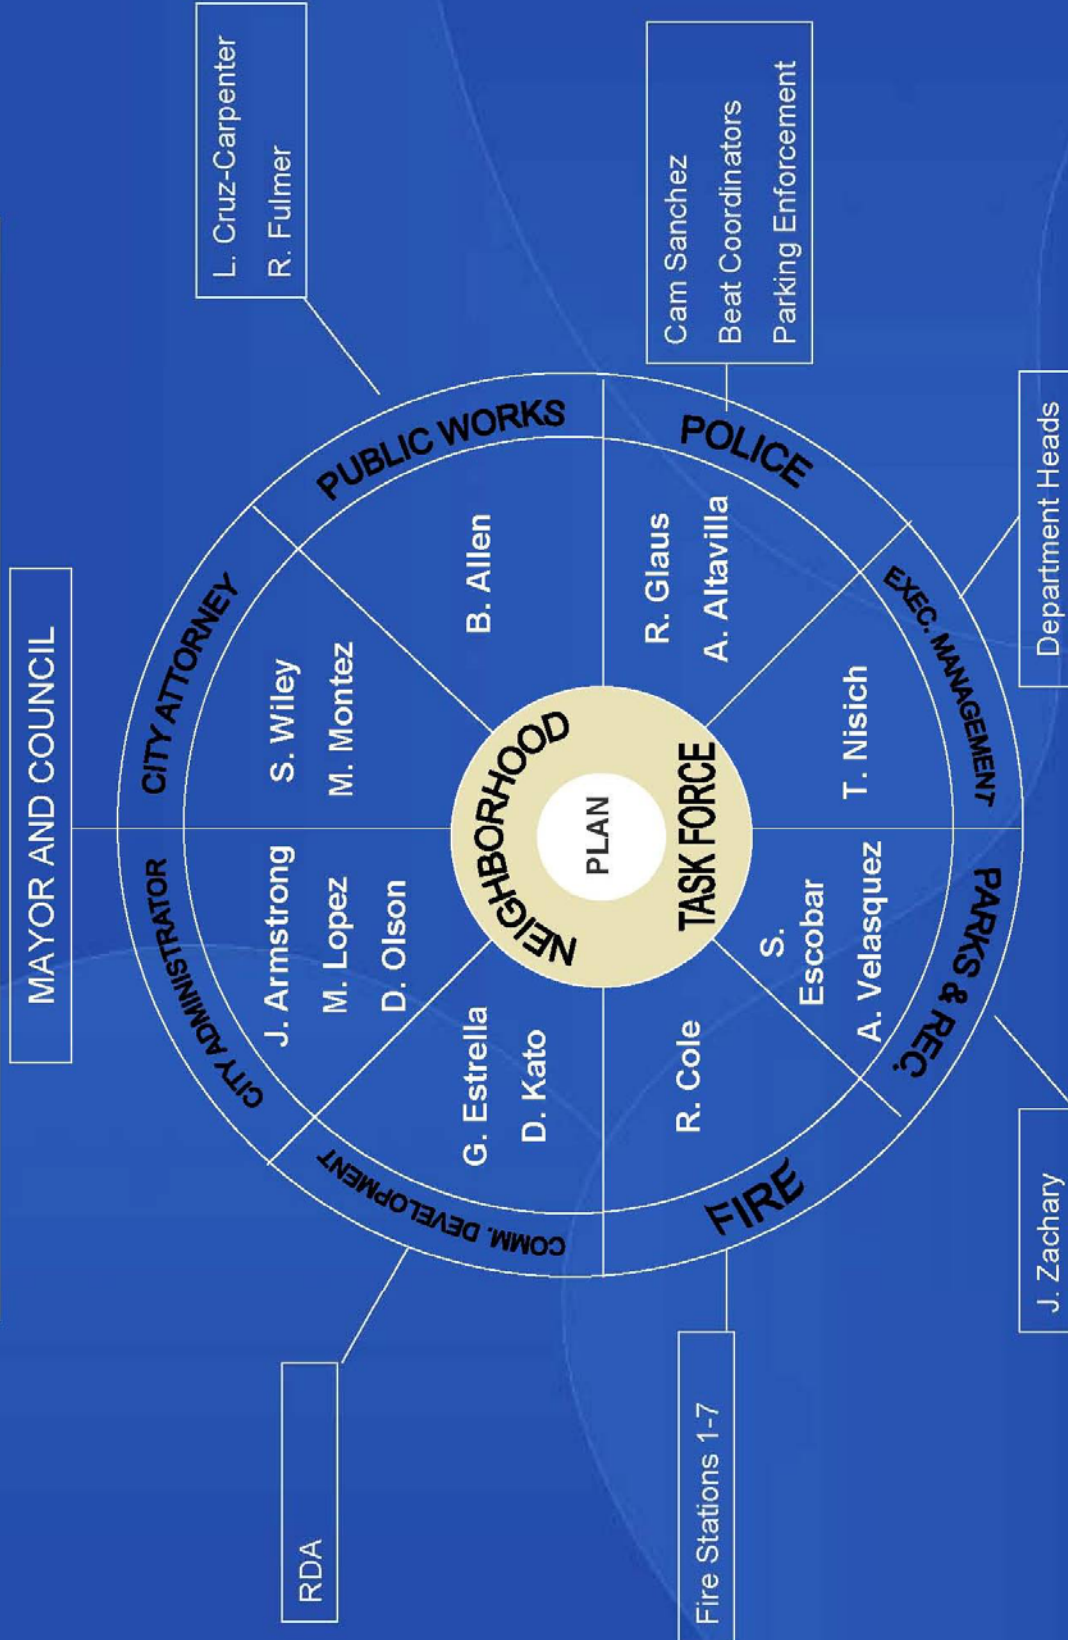 MAYOR AND COUNCIL
L. Cruz-Carpenter
R. Fulmer
CITY ADMINISTRATOR
J. Armstrong
M. Lopez
D. Olson
CITY ATTORNEY
S. Wiley
M. Montez
PUBLIC WORKS
B. Allen
RDA
COMM. DEVELOPMENT
G. Estrella
D. Kato
NEIGHBORHOOD
PLAN
TASK FORCE
POLICE
R. Glaus
A. Altavilla
Cam Sanchez
Beat Coordinators
Parking Enforcement
FIRE
R. Cole
Fire Stations 1-7
PARKS & REC.
S.
Escobar
A. Velasquez
EXEC. MANAGEMENT
T. Nisich
J. Zachary
Department Heads